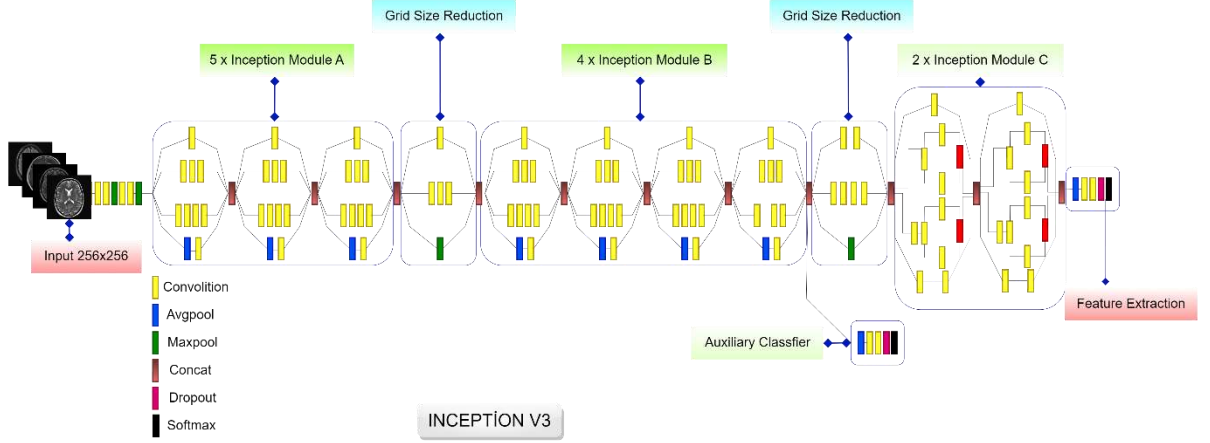 Grid Size Reduction
Grid Size Reduction
5 x Inception Module A
4 x Inception Module B
2 x Inception Module C
Input 256x256
Feature Extraction
Convolition
Avgpool
Maxpool
Concat
Dropout
Softmax
Auxiliary Classfier
INCEPTİON V3